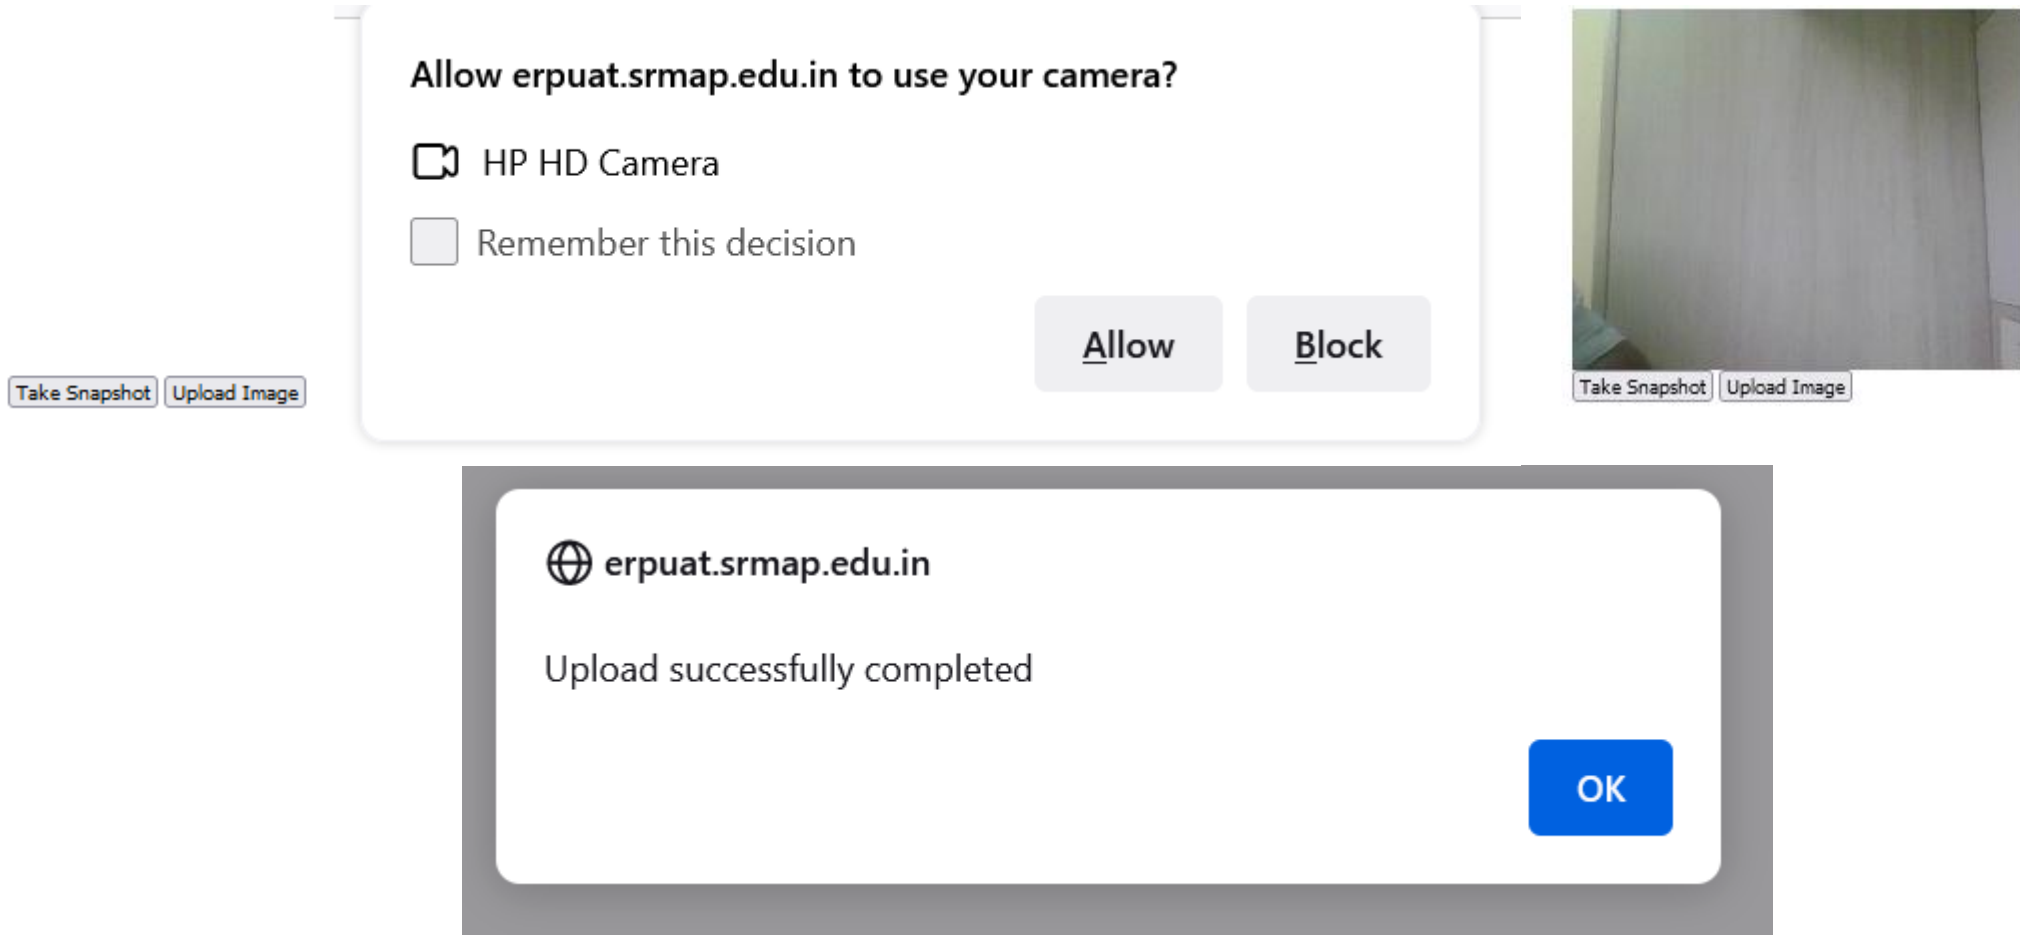 Allow erpuat.srmap.edu.in to use your camera?
HP HD Camera
Remember this decision
Allow Block
Take Snapshot Upload Image
Take Snapshot Upload Image
erpuat.srmap.edu.in
Upload successfully completed
OK